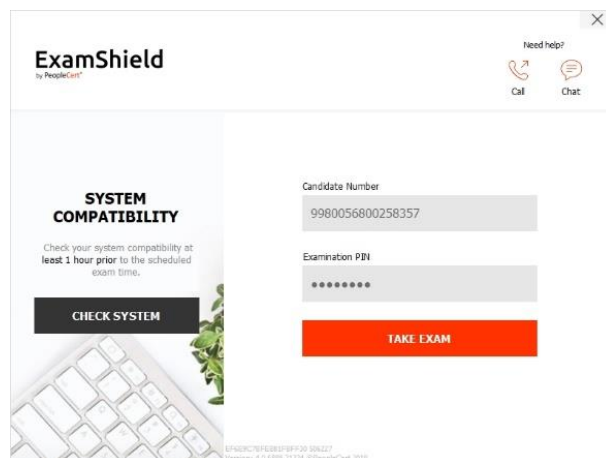 ExamShield
by PeopleCert
Need help?
Call
Chat
SYSTEM
COMPATIBILITY
Check your system compatibility at
least 1 hour prior to the scheduled
exam time.
CHECK SYSTEM
Candidate Number
9980056800258357
Examination PIN
TAKE EXAM